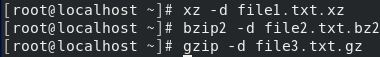 [root@localhost ~]# xz -d file1.txt.xz
[root@localhost ~]# bzip2 -d file2.txt.bz2
[root@localhost ~]# gzip -d file3.txt.gz